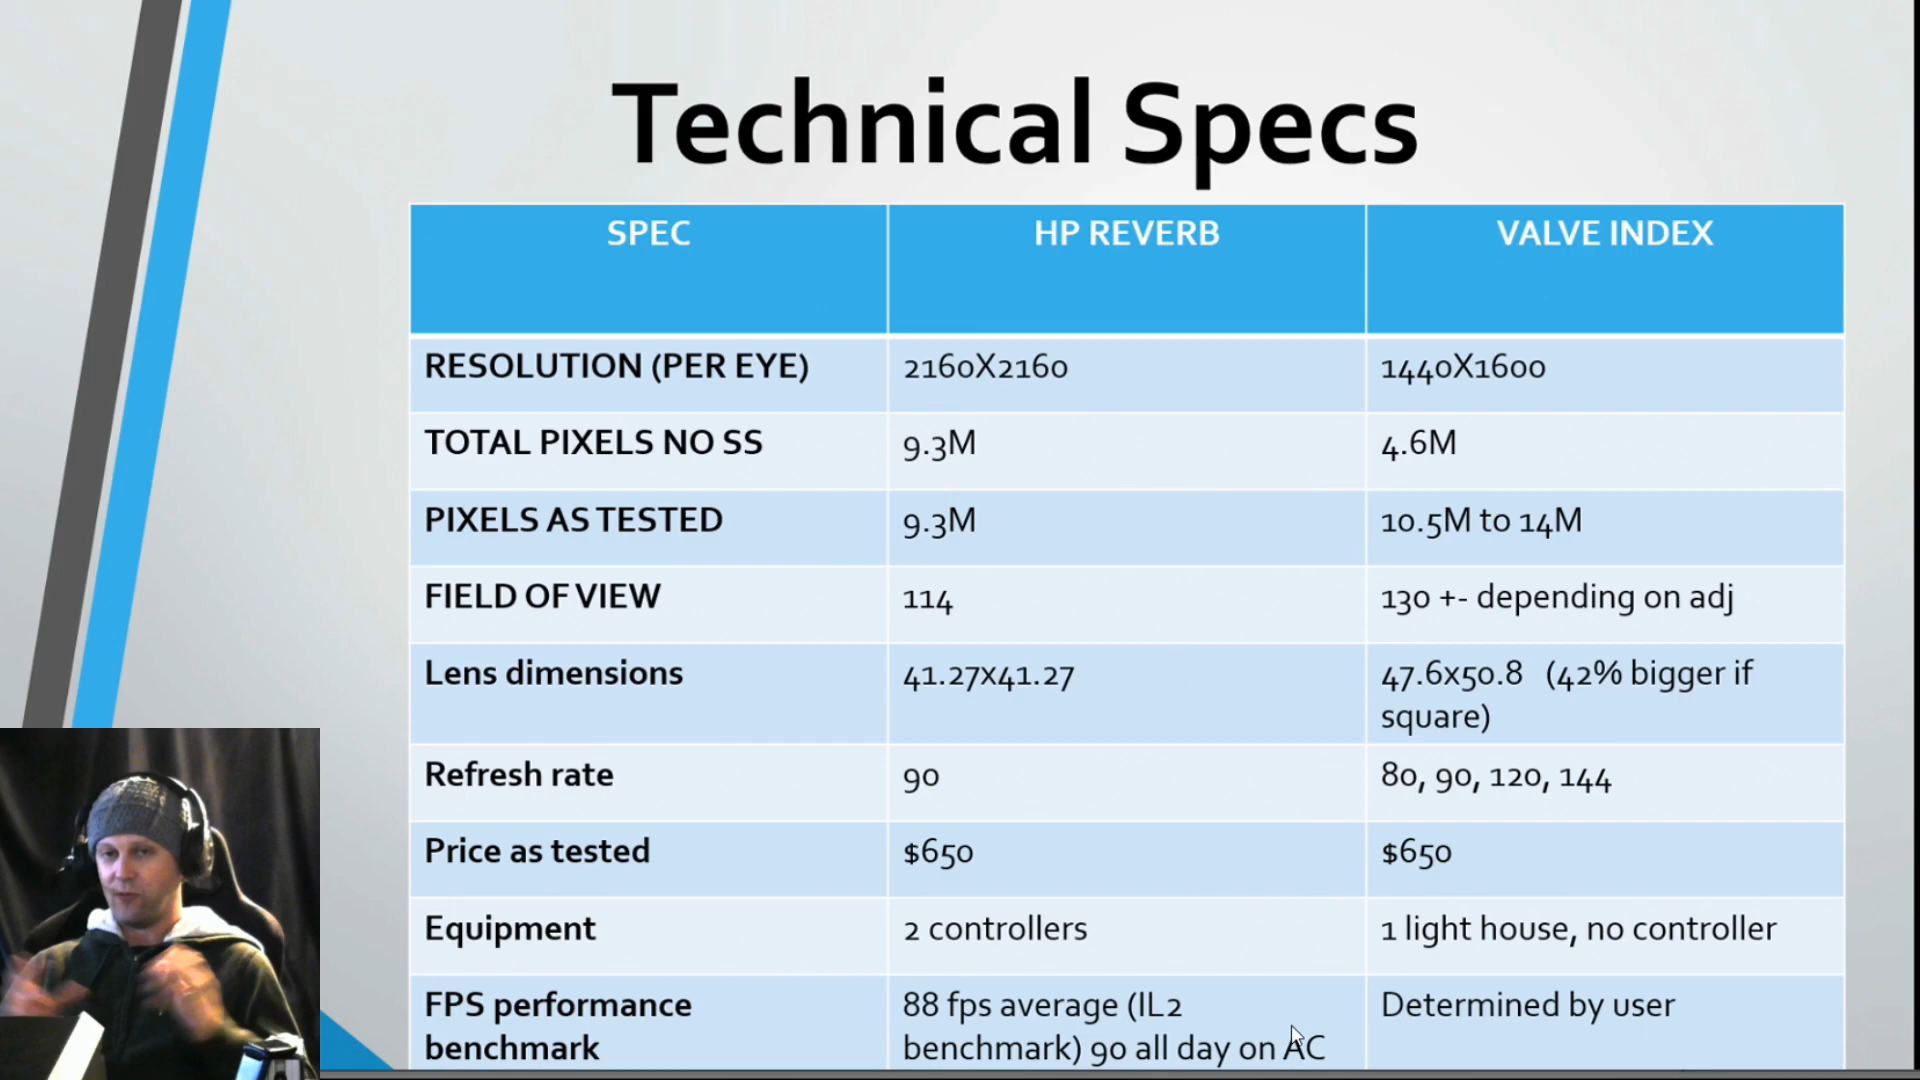 Technical Specs
SPEC HP REVERB VALVE INDEX
RESOLUTION (PER EYE) 2160X2160 1440X1600
TOTAL PIXELS NO SS 9.3M 4.6M
PIXELS AS TESTED 9.3M 10.5M to 14M
FIELD OF VIEW 114 130 +- depending on adj
Lens dimensions 41.27x41.27 47.6x50.8 (42% bigger if
square)
Refresh rate 90 80, 90, 120, 144
Price as tested $650 $650
Equipment 2 controllers 1 light house, no controller
FPS performance 88 fps average (IL2 Determined by user
benchmark benchmark) 90 all day on AC